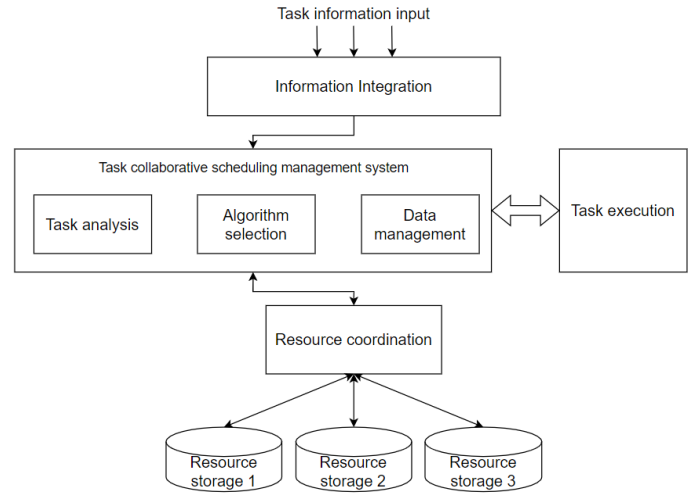 Task information input
Information Integration
Task collaborative scheduling management system
Task analysis
Algorithm
selection
Data
management
Task execution
Resource coordination
Resource
storage 1
Resource
storage 2
Resource
storage 3